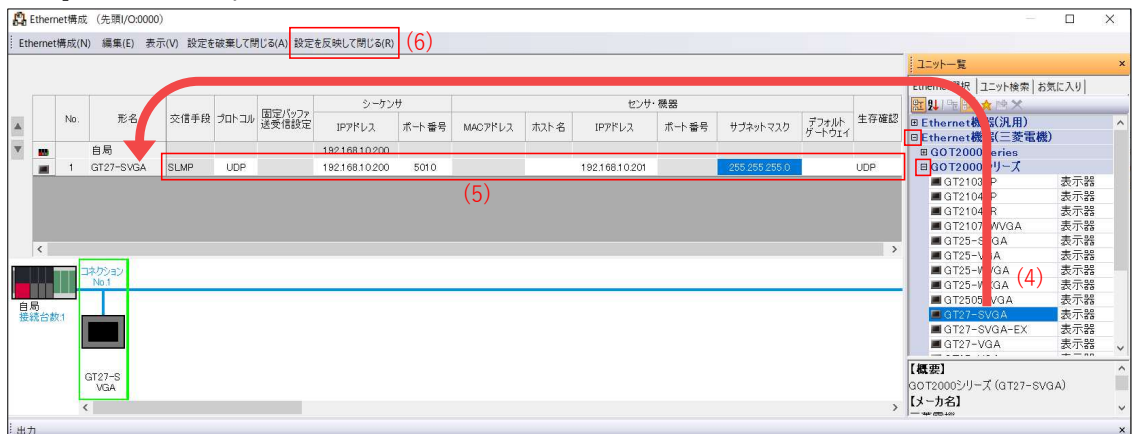 Ethernet構成 (先頭I/O:0000)
Ethernet構成(N) 編集(E) 表示(V) 設定を破棄して閉じる(A) 設定を反映して閉じる(R) (6)
ユニット一覧
ユニット検索 お気に入り
No. 形名 交信手段 プロトコル 固定バッファ送受信設定 シーケンサ センサ・機器 生存確認
IPアドレス ポート番号 MACアドレス ホスト名 IPアドレス ポート番号 サブネットマスク デフォルトゲートウェイ
自局 192.168.10.200
1 GT27-SVGA SLMP UDP 192.168.10.200 5010 192.168.10.201 255.255.255.0 UDP
(5)
コネクション
No.1
自局
接続台数:1
GT27-S
VGA
Ethernet機器(汎用)
Ethernet機器(三菱電機)
GOT2000 Series
GOT2000シリーズ
表示器
表示器
表示器
表示器
表示器
表示器
表示器
表示器
表示器
GT27-SVGA 表示器
GT27-SVGA-EX 表示器
GT27-VGA 表示器
(4)
【概要】
GOT2000シリーズ (GT27-SVGA)
【メーカ名】
出力